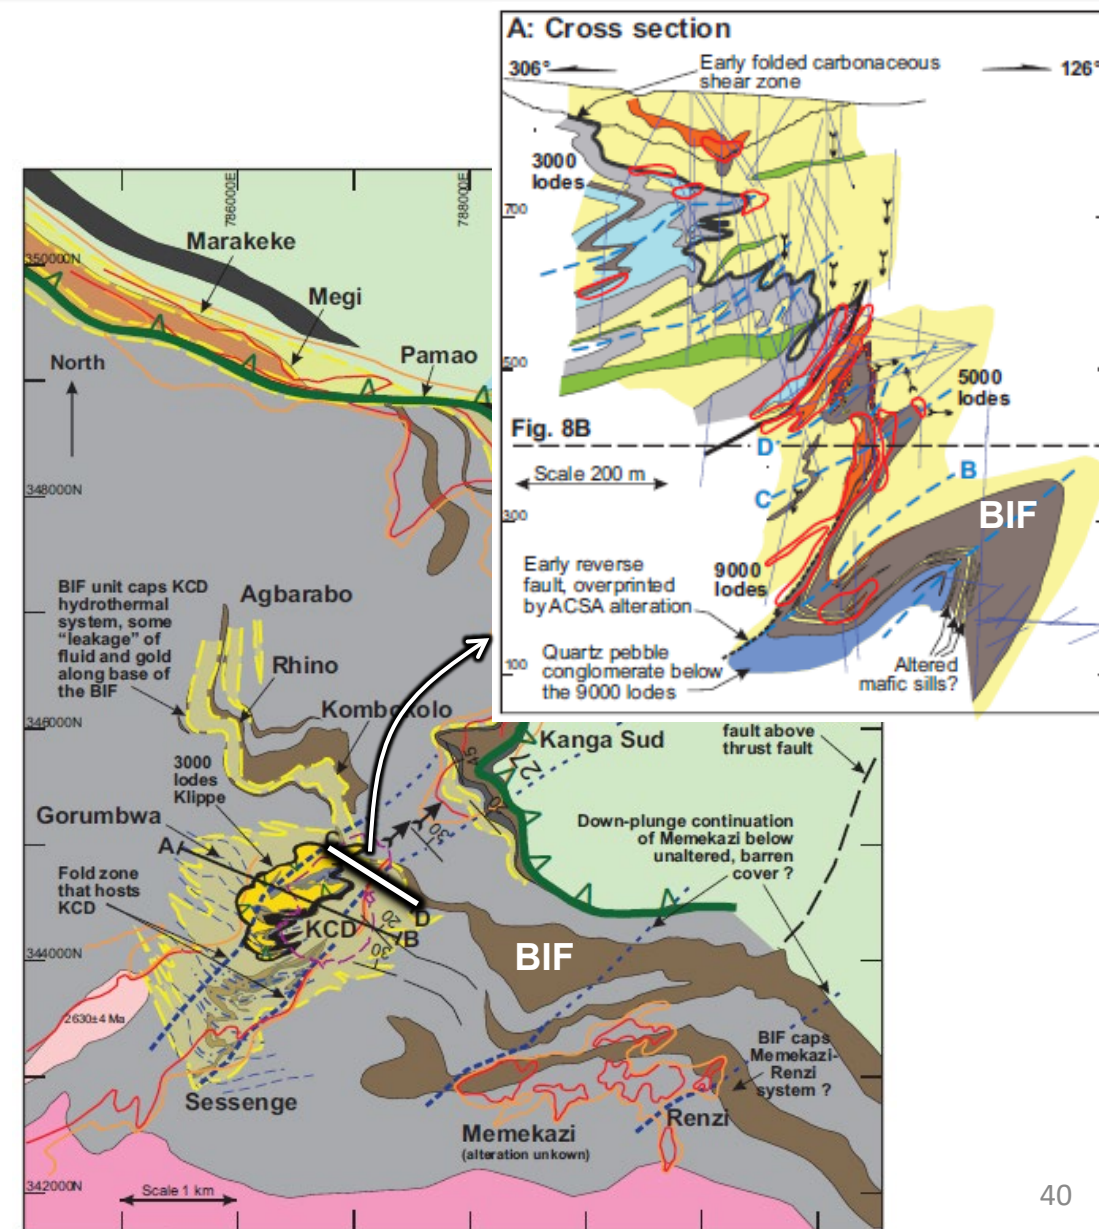 A: Cross section
306°
126°
Early folded carbonaceous
shear zone
3000
lodes
700
500
5000
lodes
Fig. 8B
D
Scale 200 m
B
C
BIF
300
Early reverse
fault, overprinted
by ACSA alteration
9000
lodes
Quartz pebble
conglomerate below
the 9000 lodes
100
Altered
mafic sills?
786000E
788000E
Marakeke
350000N
Megi
North
Pamao
348000N
BIF unit caps KCD
hydrothermal
system, some
“leakage” of
fluid and gold
along base of
the BIF
Agbarabo
Rhino
Kombokolo
346000N
Kanga Sud
fault above
thrust fault
45
27
3000
lodes
Klippe
Gorumbwa
30
Down-plunge continuation
of Memekazi below
unaltered, barren
cover ?
A
C
Fold zone
that hosts
KCD
KCD
20
D
B
30
BIF
344000N
2630±4 Ma
BIF caps
Memekazi-
Renzi
system ?
Sessenge
Renzi
Memekazi
(alteration unkown)
342000N
Scale 1 km
40